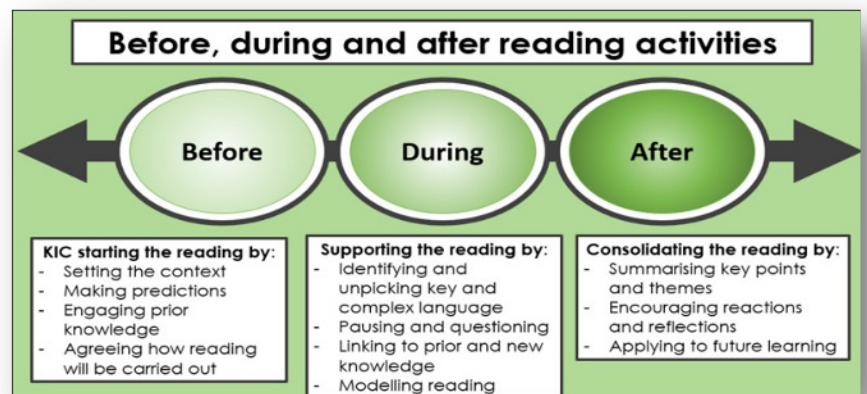 Before, during and after reading activities
Before
During
After
KIC starting the reading by:
- Setting the context
- Making predictions
- Engaging prior
knowledge
- Agreeing how reading
will be carried out
Supporting the reading by:
- Identifying and
unpicking key and
complex language
- Pausing and questioning
- Linking to prior and new
knowledge
- Modelling reading
Consolidating the reading by:
- Summarising key points
and themes
- Encouraging reactions
and reflections
- Applying to future learning